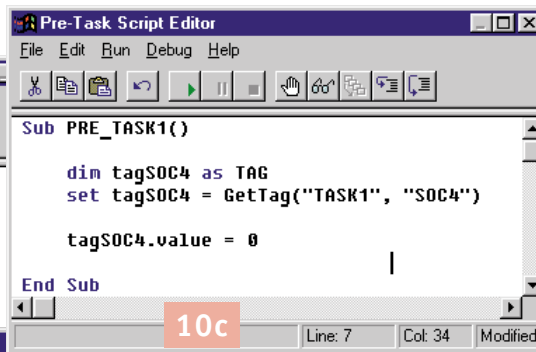 Pre-Task Script Editor
File Edit Run Debug Help
Sub PRE_TASK1()
dim tagSOC4 as TAG
set tagSOC4 = GetTag("TASK1", "SOC4")
tagSOC4.value = 0
End Sub
10c
Line: 7 Col: 34 Modified